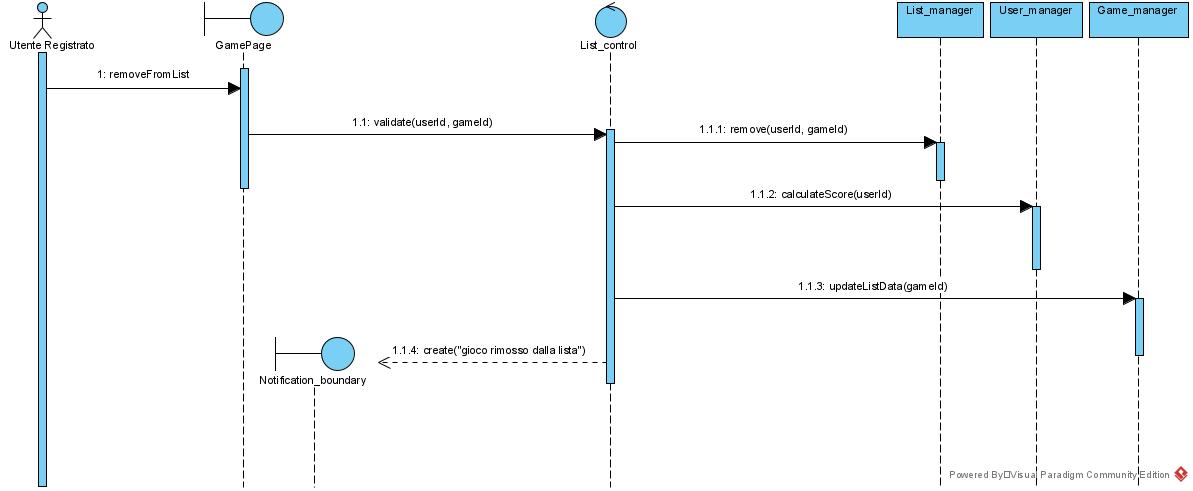 List_manager
User_manager
Game_manager
Utente Registrato
GamePage
List_control
1: removeFromList
1.1: validate(userId, gameId)
1.1.1: remove(userId, gameId)
1.1.2: calculateScore(userId)
1.1.3: updateListData(gameId)
1.1.4: create("gioco rimosso dalla lista")
Notification_boundary
Powered By Visual Paradigm Community Edition